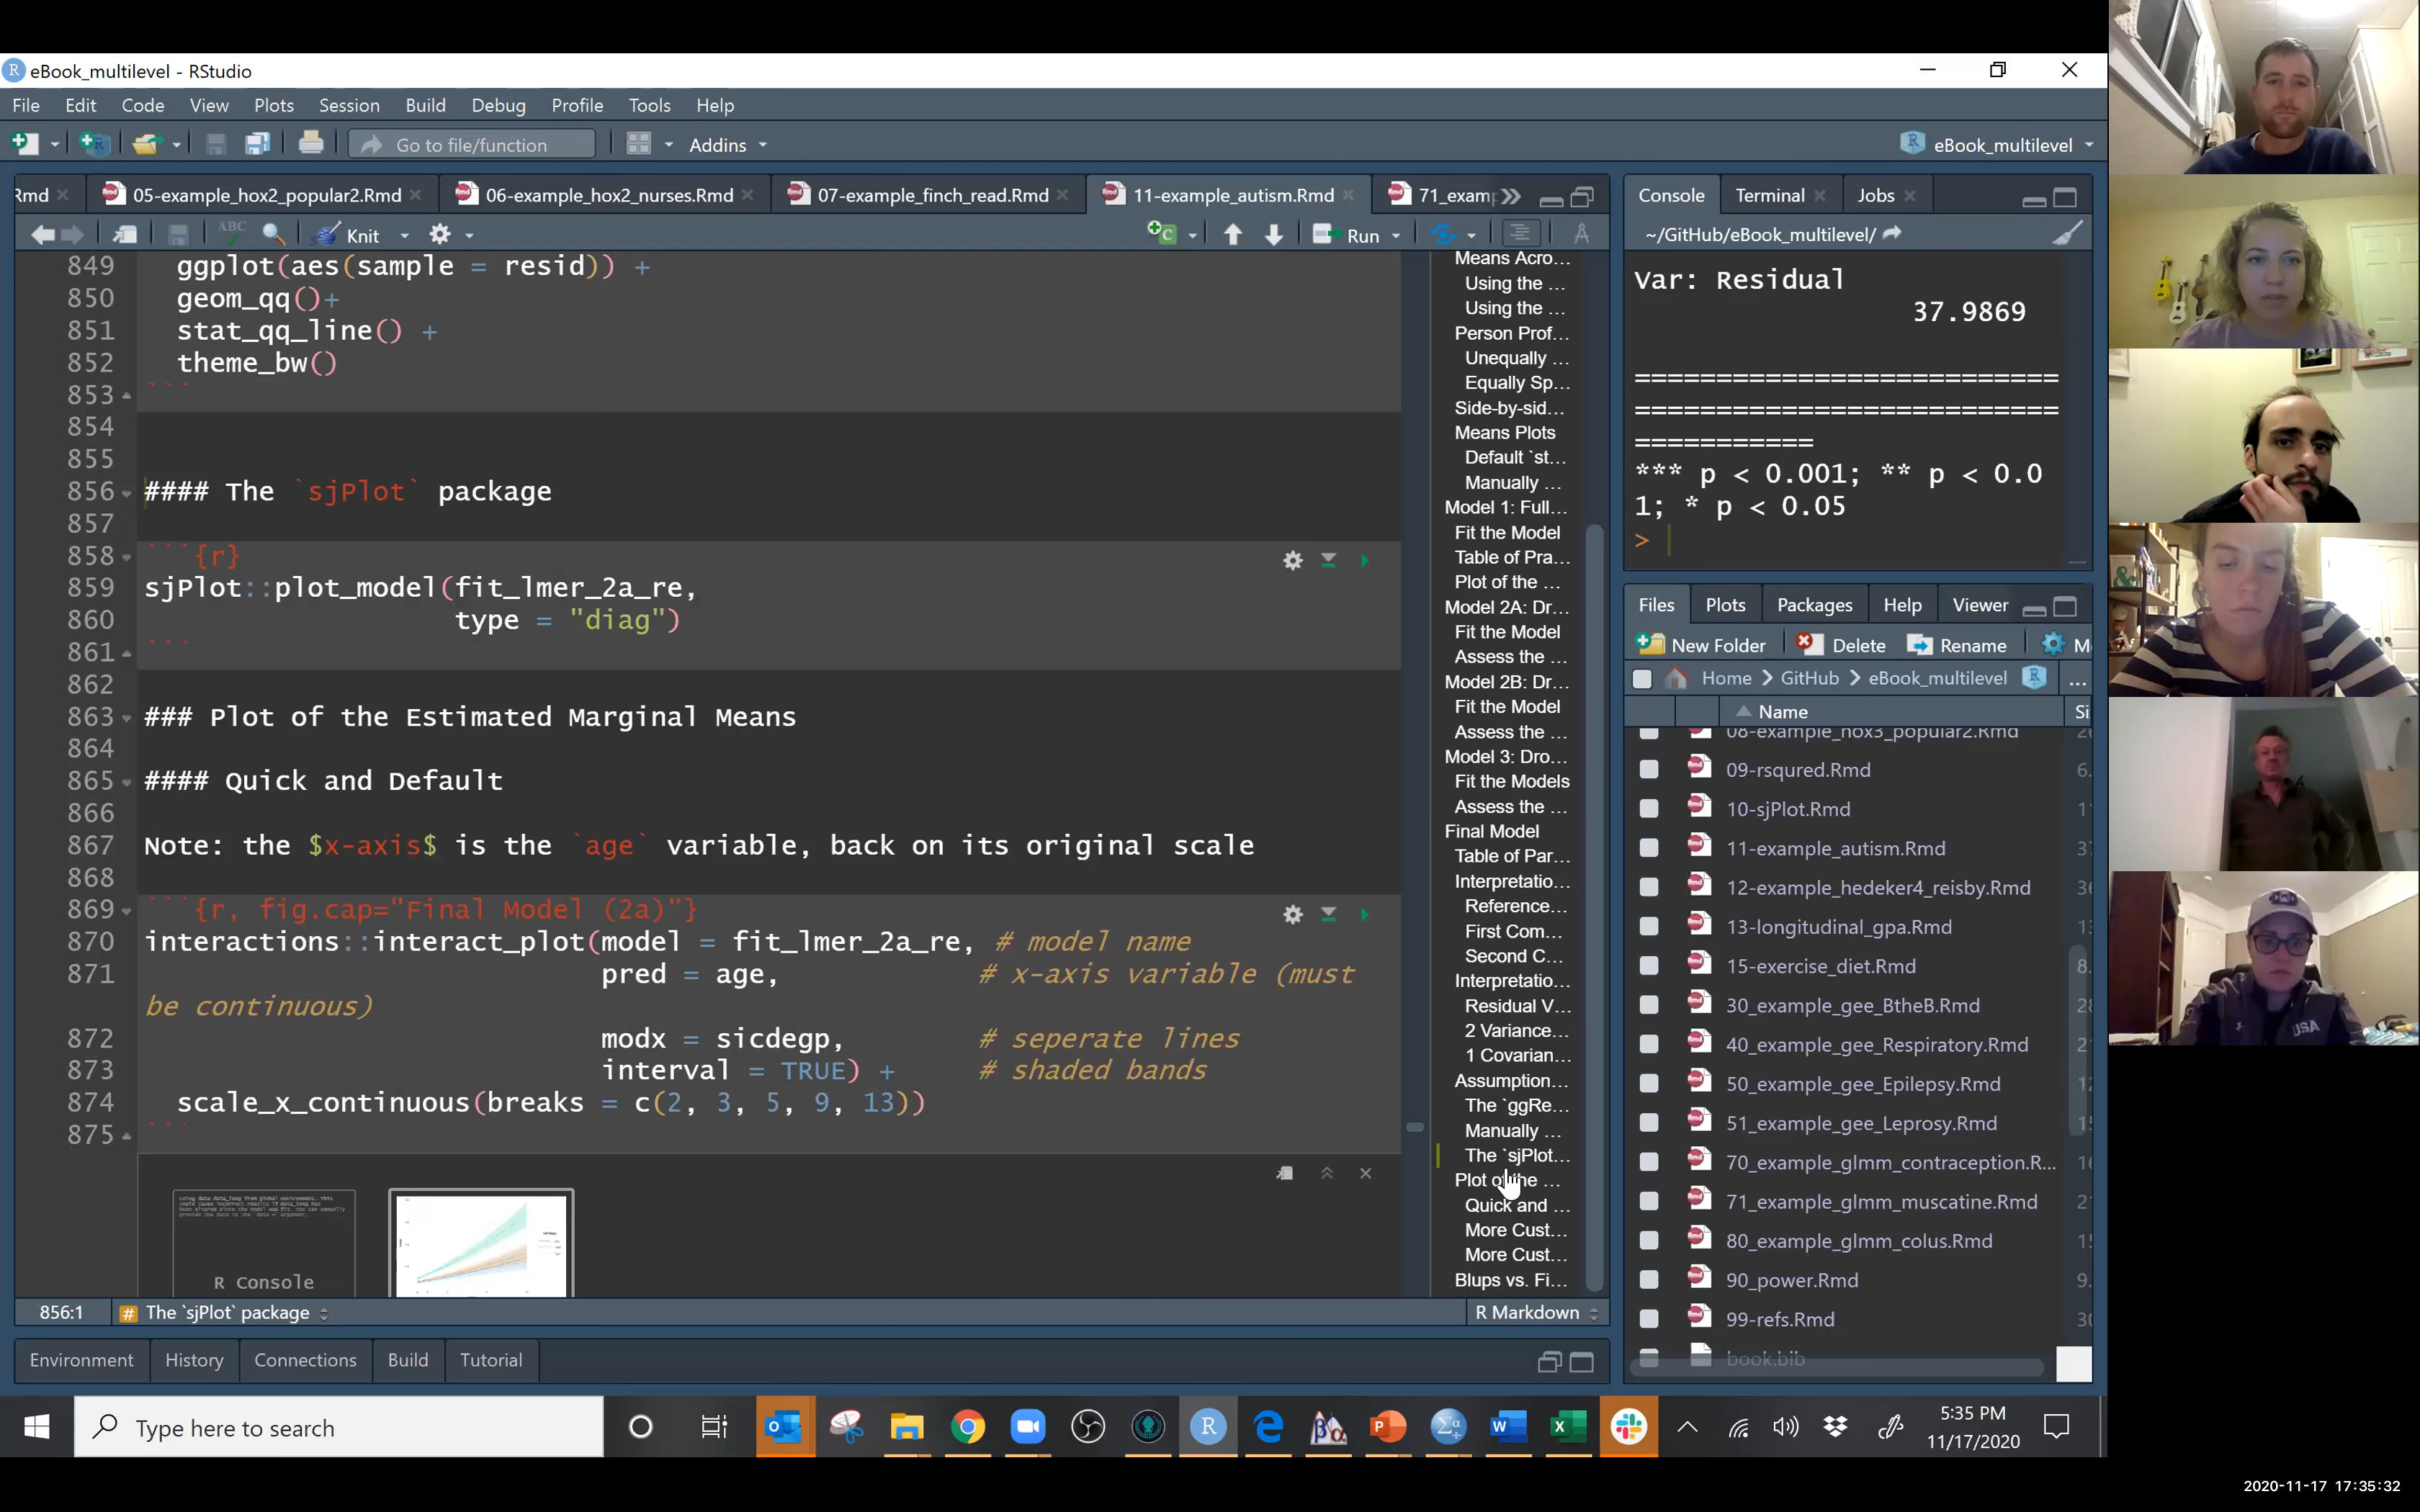 eBook_multilevel - RStudio
File Edit Code View Plots Session Build Debug Profile Tools Help
Go to file/function
Addins
eBook_multilevel
Rmd
05-example_hox2_popular2.Rmd
06-example_hox2_nurses.Rmd
07-example_finch_read.Rmd
11-example_autism.Rmd
71_examp
ABC
Knit
Run
849 ggplot(aes(sample = resid)) +
850 geom_qq()+
851 stat_qq_line() +
852 theme_bw()
853 ```
854
855
856 #### The `sjPlot` package
857
858 ```{r}
859 sjPlot::plot_model(fit_lmer_2a_re,
860 type = "diag")
861 ```
862
863 ### Plot of the Estimated Marginal Means
864
865 #### Quick and Default
866
867 Note: the $x-axis$ is the `age` variable, back on its original scale
868
869 ```{r, fig.cap="Final Model (2a)"}
870 interactions::interact_plot(model = fit_lmer_2a_re, # model name
871 pred = age, # x-axis variable (must
be continuous)
872 modx = sicdegp, # seperate lines
873 interval = TRUE) + # shaded bands
874 scale_x_continuous(breaks = c(2, 3, 5, 9, 13))
875 ```
R Console
856:1 # The `sjPlot` package
R Markdown
Means Acro...
Using the ...
Using the ...
Person Prof...
Unequally ...
Equally Sp...
Side-by-sid...
Means Plots
Default `st...
Manually ...
Model 1: Full...
Fit the Model
Table of Pra...
Plot of the ...
Model 2A: Dr...
Fit the Model
Assess the ...
Model 2B: Dr...
Fit the Model
Assess the ...
Model 3: Dro...
Fit the Models
Assess the ...
Final Model
Table of Par...
Interpretatio...
Reference...
First Com...
Second C...
Interpretatio...
Residual V...
2 Variance...
1 Covarian...
Assumption...
The `ggRe...
Manually ...
The `sjPlot...
Plot of the ...
Quick and ...
More Cust...
More Cust...
Blups vs. Fi...
Environment History Connections Build Tutorial
Console Terminal Jobs
~/GitHub/eBook_multilevel/
Var: Residual
37.9869
==========================
==========================
===========
*** p < 0.001; ** p < 0.0
1; * p < 0.05
>
Files Plots Packages Help Viewer
New Folder Delete Rename M
Home GitHub eBook_multilevel ...
Name Si
08-example_hox3_popular2.Rmd
09-rsqured.Rmd
10-sjPlot.Rmd
11-example_autism.Rmd
12-example_hedeker4_reisby.Rmd
13-longitudinal_gpa.Rmd
15-exercise_diet.Rmd
30_example_gee_BtheB.Rmd
40_example_gee_Respiratory.Rmd
50_example_gee_Epilepsy.Rmd
51_example_gee_Leprosy.Rmd
70_example_glmm_contraception.R...
71_example_glmm_muscatine.Rmd
80_example_glmm_colus.Rmd
90_power.Rmd
99-refs.Rmd
book.bib
USA
Type here to search
5:35 PM
11/17/2020
2020-11-17 17:35:32